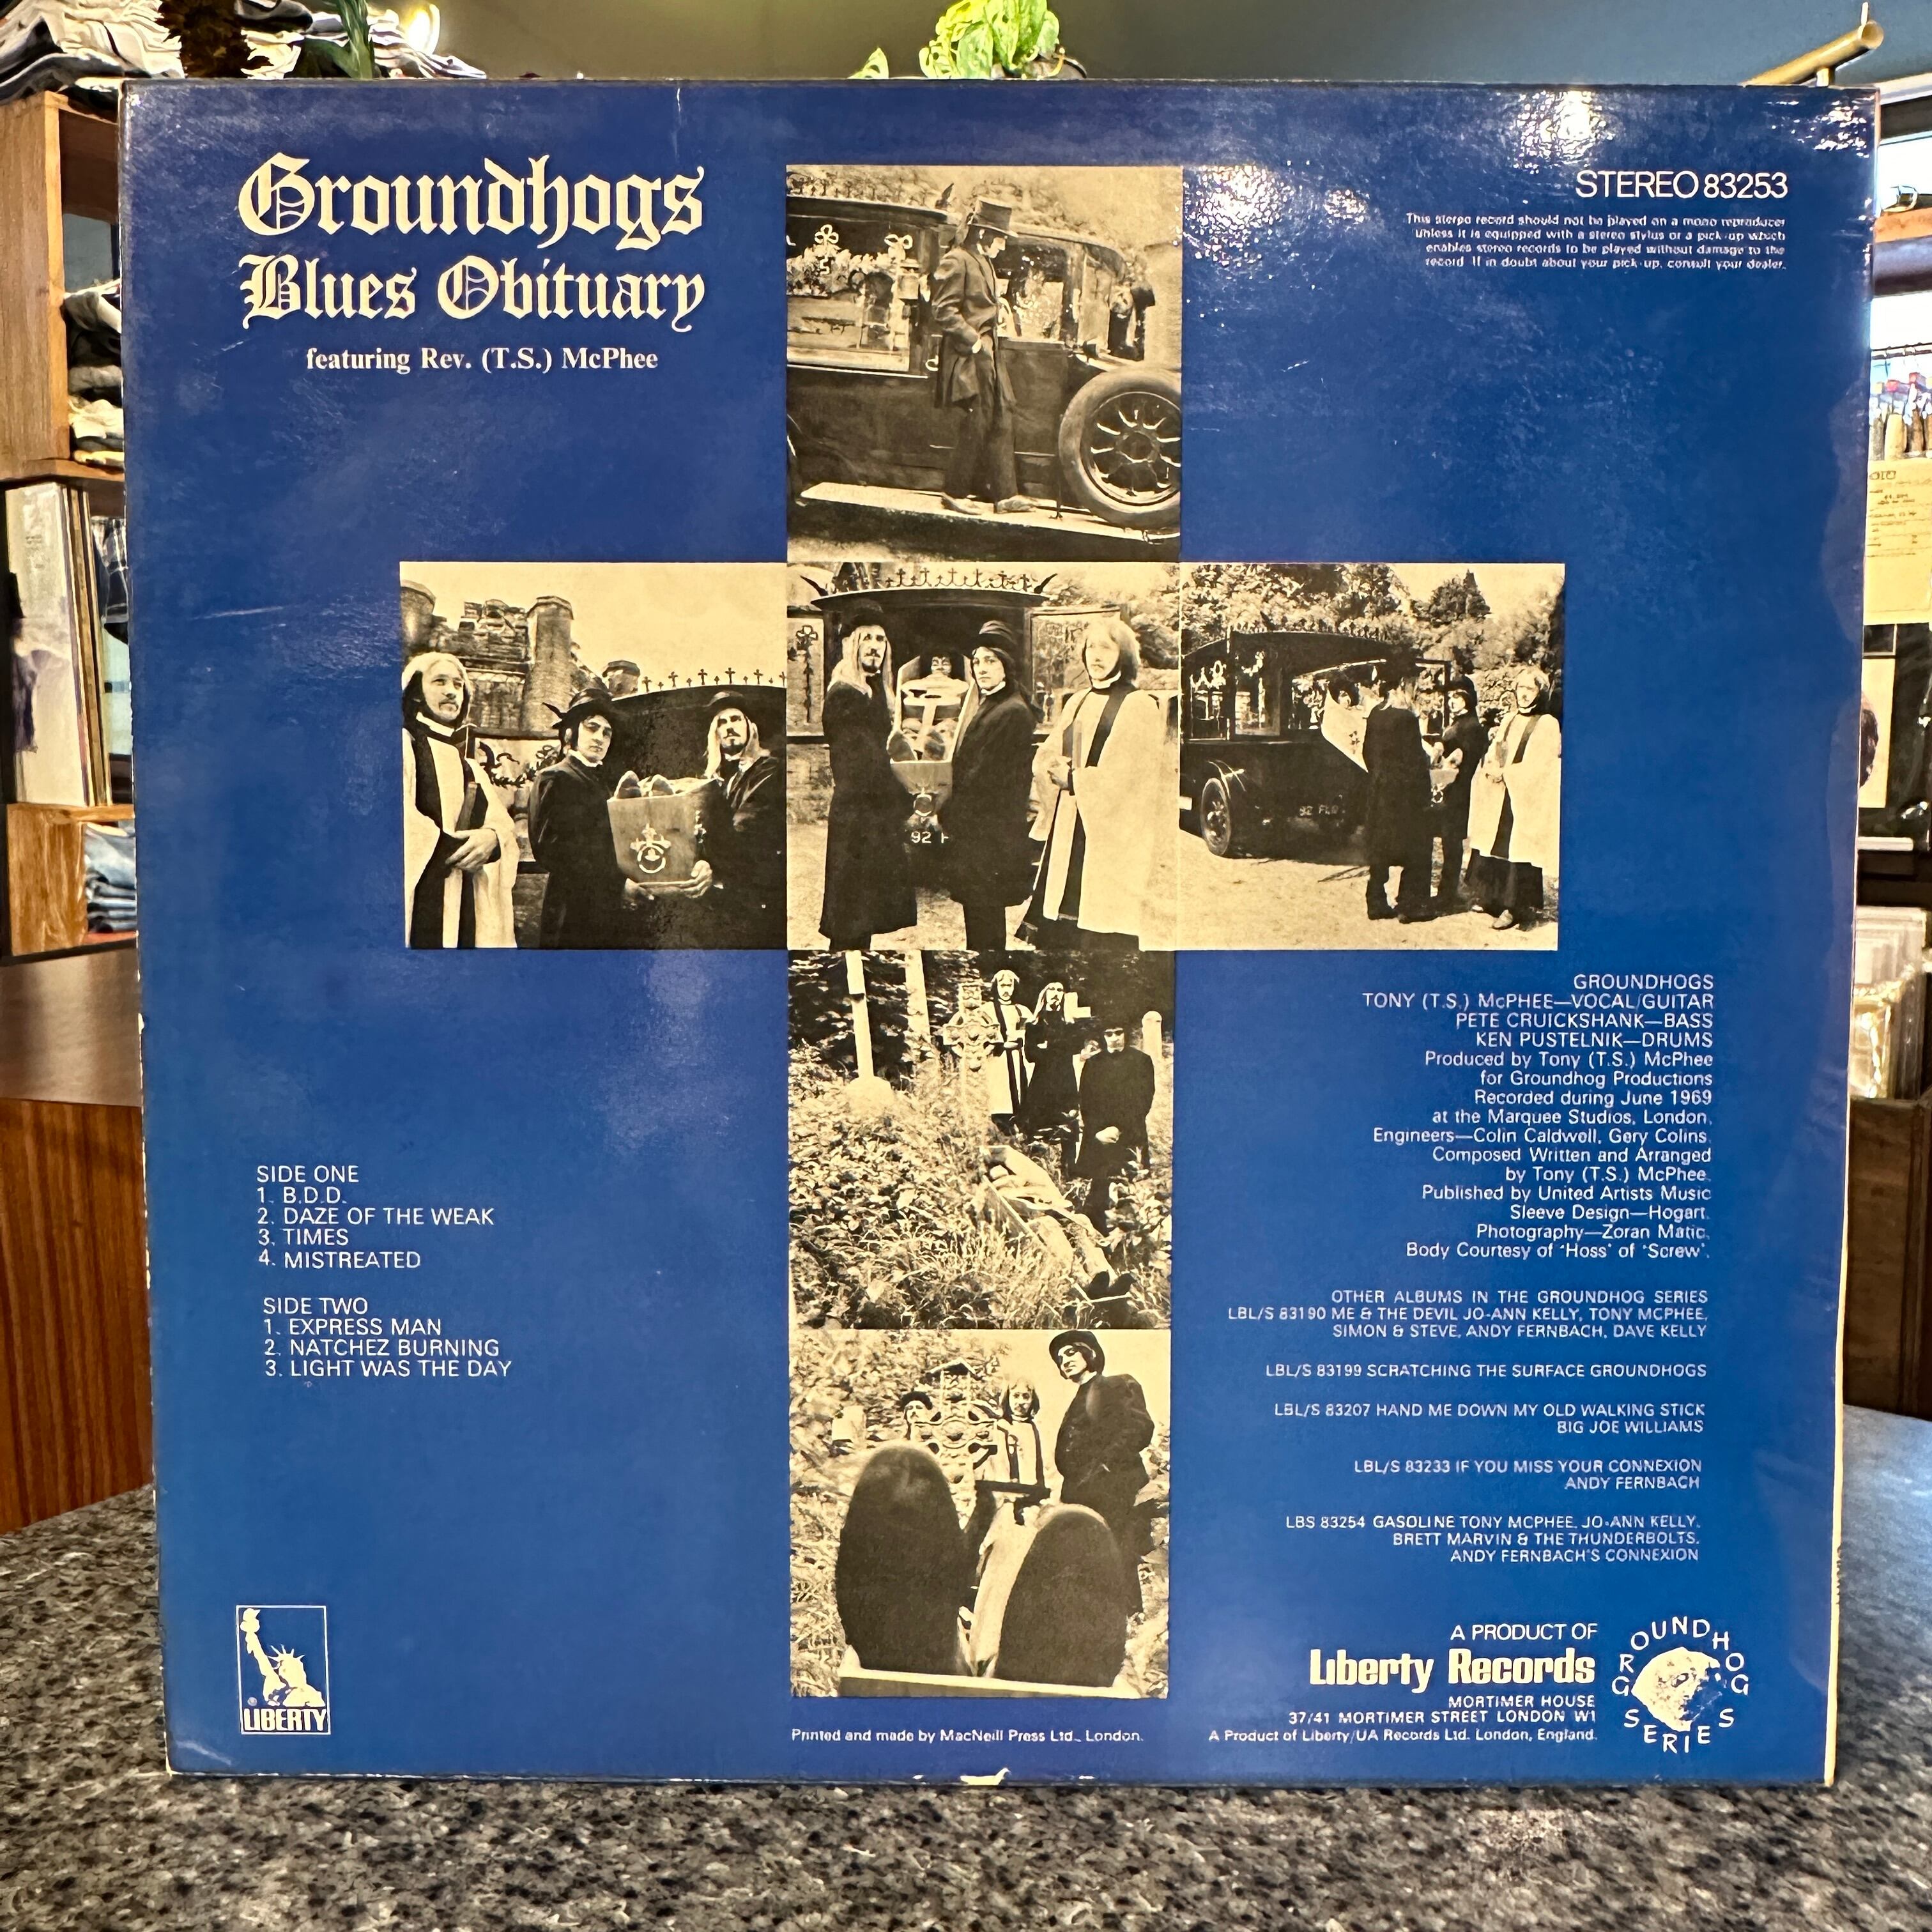 Groundhogs
Blues Obituary
featuring Rev. (T.S.) McPhee
STEREO 83253
This stereo record should not be played on a mono reproducer
unless it is equipped with a stereo stylus or a pick-up which
enables stereo records to be played without damage to the
record. If in doubt about your pick-up, consult your dealer.
92 H
92 FLO
SIDE ONE
1. B.D.D.
2. DAZE OF THE WEAK
3. TIMES
4. MISTREATED
SIDE TWO
1. EXPRESS MAN
2. NATCHEZ BURNING
3. LIGHT WAS THE DAY
GROUNDHOGS
TONY (T.S.) McPHEE—VOCAL/GUITAR
PETE CRUICKSHANK—BASS
KEN PUSTELNIK—DRUMS
Produced by Tony (T.S.) McPhee
for Groundhog Productions
Recorded during June 1969
at the Marquee Studios, London.
Engineers—Colin Caldwell, Gery Colins.
Composed Written and Arranged
by Tony (T.S.) McPhee.
Published by United Artists Music
Sleeve Design—Hogart.
Photography—Zoran Matic.
Body Courtesy of 'Hoss' of 'Screw'.
OTHER ALBUMS IN THE GROUNDHOG SERIES
LBL/S 83190 ME & THE DEVIL JO-ANN KELLY, TONY MCPHEE,
SIMON & STEVE, ANDY FERNBACH, DAVE KELLY
LBL/S 83199 SCRATCHING THE SURFACE GROUNDHOGS
LBL/S 83207 HAND ME DOWN MY OLD WALKING STICK
BIG JOE WILLIAMS
LBL/S 83233 IF YOU MISS YOUR CONNEXION
ANDY FERNBACH
LBS 83254 GASOLINE TONY MCPHEE, JO-ANN KELLY,
BRETT MARVIN & THE THUNDERBOLTS,
ANDY FERNBACH'S CONNEXION
LIBERTY
Printed and made by MacNeill Press Ltd., London.
A PRODUCT OF
Liberty Records
MORTIMER HOUSE
37/41 MORTIMER STREET LONDON W1
A Product of Liberty/UA Records Ltd. London, England.
GROUNDHOG
SERIES